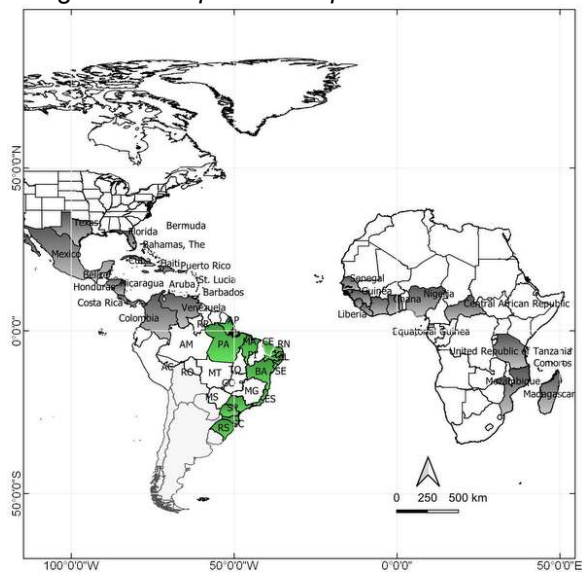 50°0'0"N
Texas
Florida
Bermuda
Mexico
Bahamas, The
Cuba
Haiti
Puerto Rico
Belize
St. Lucia
Honduras
Nicaragua
Aruba
Barbados
Costa Rica
Venezuela
Colombia
Senegal
Guinea
Ghana
Nigeria
Central African Republic
Liberia
0°0'0"
Equatorial Guinea
RR
AP
AM
PA
MA
CE
RN
AL
AC
RO
MT
TO
BA
SE
GO
MG
MS
ES
SP
SC
RS
United Republic of Tanzania
Comoros
Mozambique
Madagascar
0 250 500 km
50°0'0"S
100°0'0"W
50°0'0"W
0°0'0"
50°0'0"E